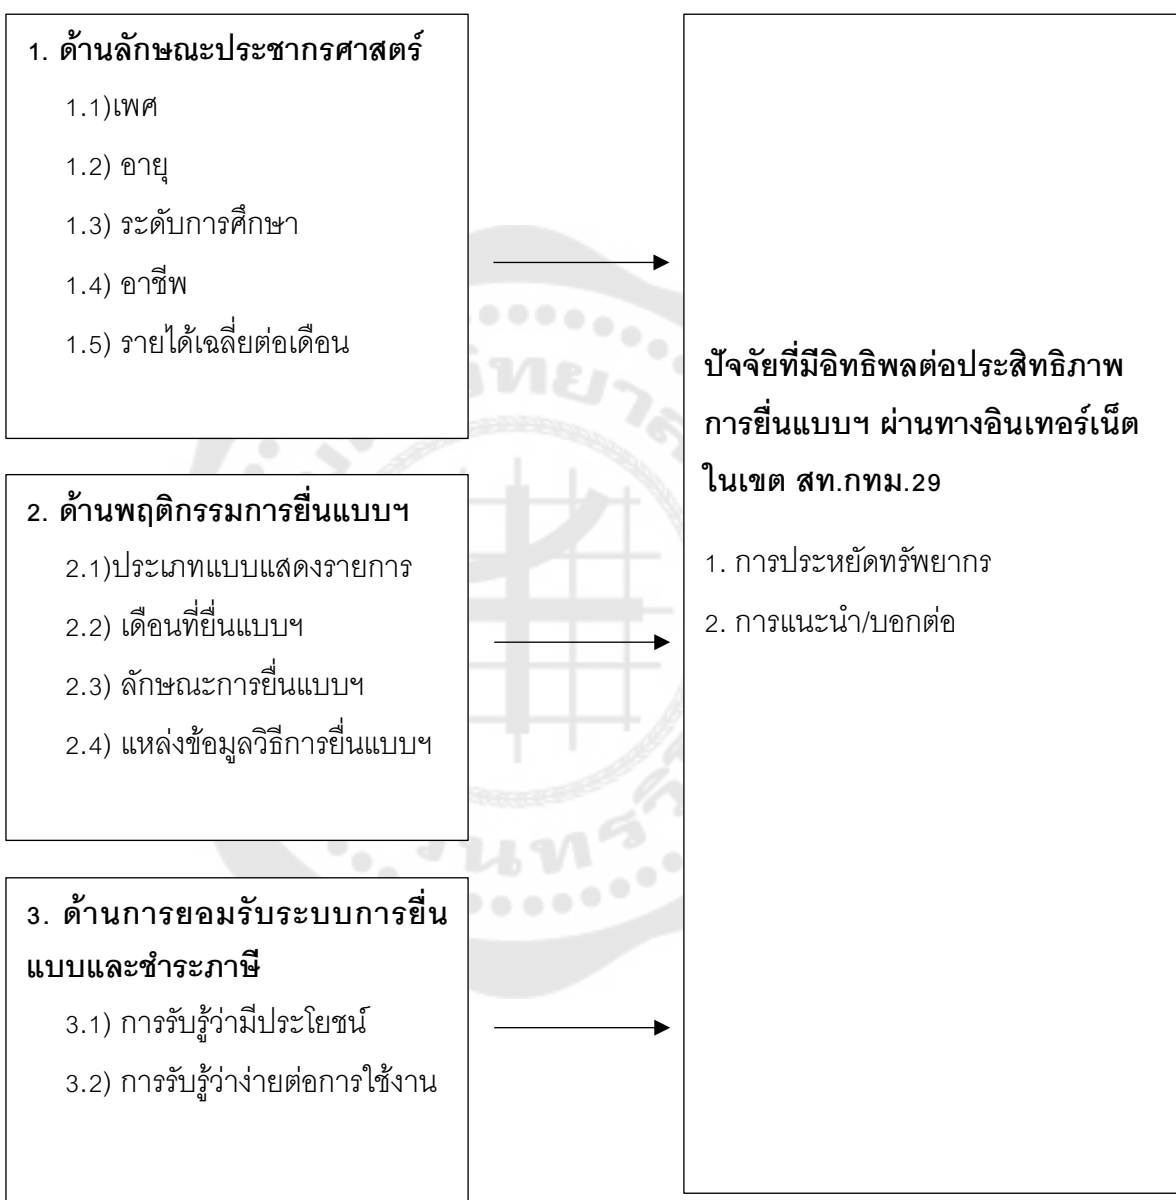 1. ด้านลักษณะประชากรศาสตร์
1.1)เพศ
1.2) อายุ
1.3) ระดับการศึกษา
1.4) อาชีพ
1.5) รายได้เฉลี่ยต่อเดือน
2. ด้านพฤติกรรมการยื่นแบบฯ
2.1)ประเภทแบบแสดงรายการ
2.2) เดือนที่ยื่นแบบฯ
2.3) ลักษณะการยื่นแบบฯ
2.4) แหล่งข้อมูลวิธีการยื่นแบบฯ
3. ด้านการยอมรับระบบการยื่น
แบบและชำระภาษี
3.1) การรับรู้ว่ามีประโยชน์
3.2) การรับรู้ว่าง่ายต่อการใช้งาน
ปัจจัยที่มีอิทธิพลต่อประสิทธิภาพ
การยื่นแบบฯ ผ่านทางอินเทอร์เน็ต
ในเขต สท.กทม.29
1. การประหยัดทรัพยากร
2. การแนะนำ/บอกต่อ